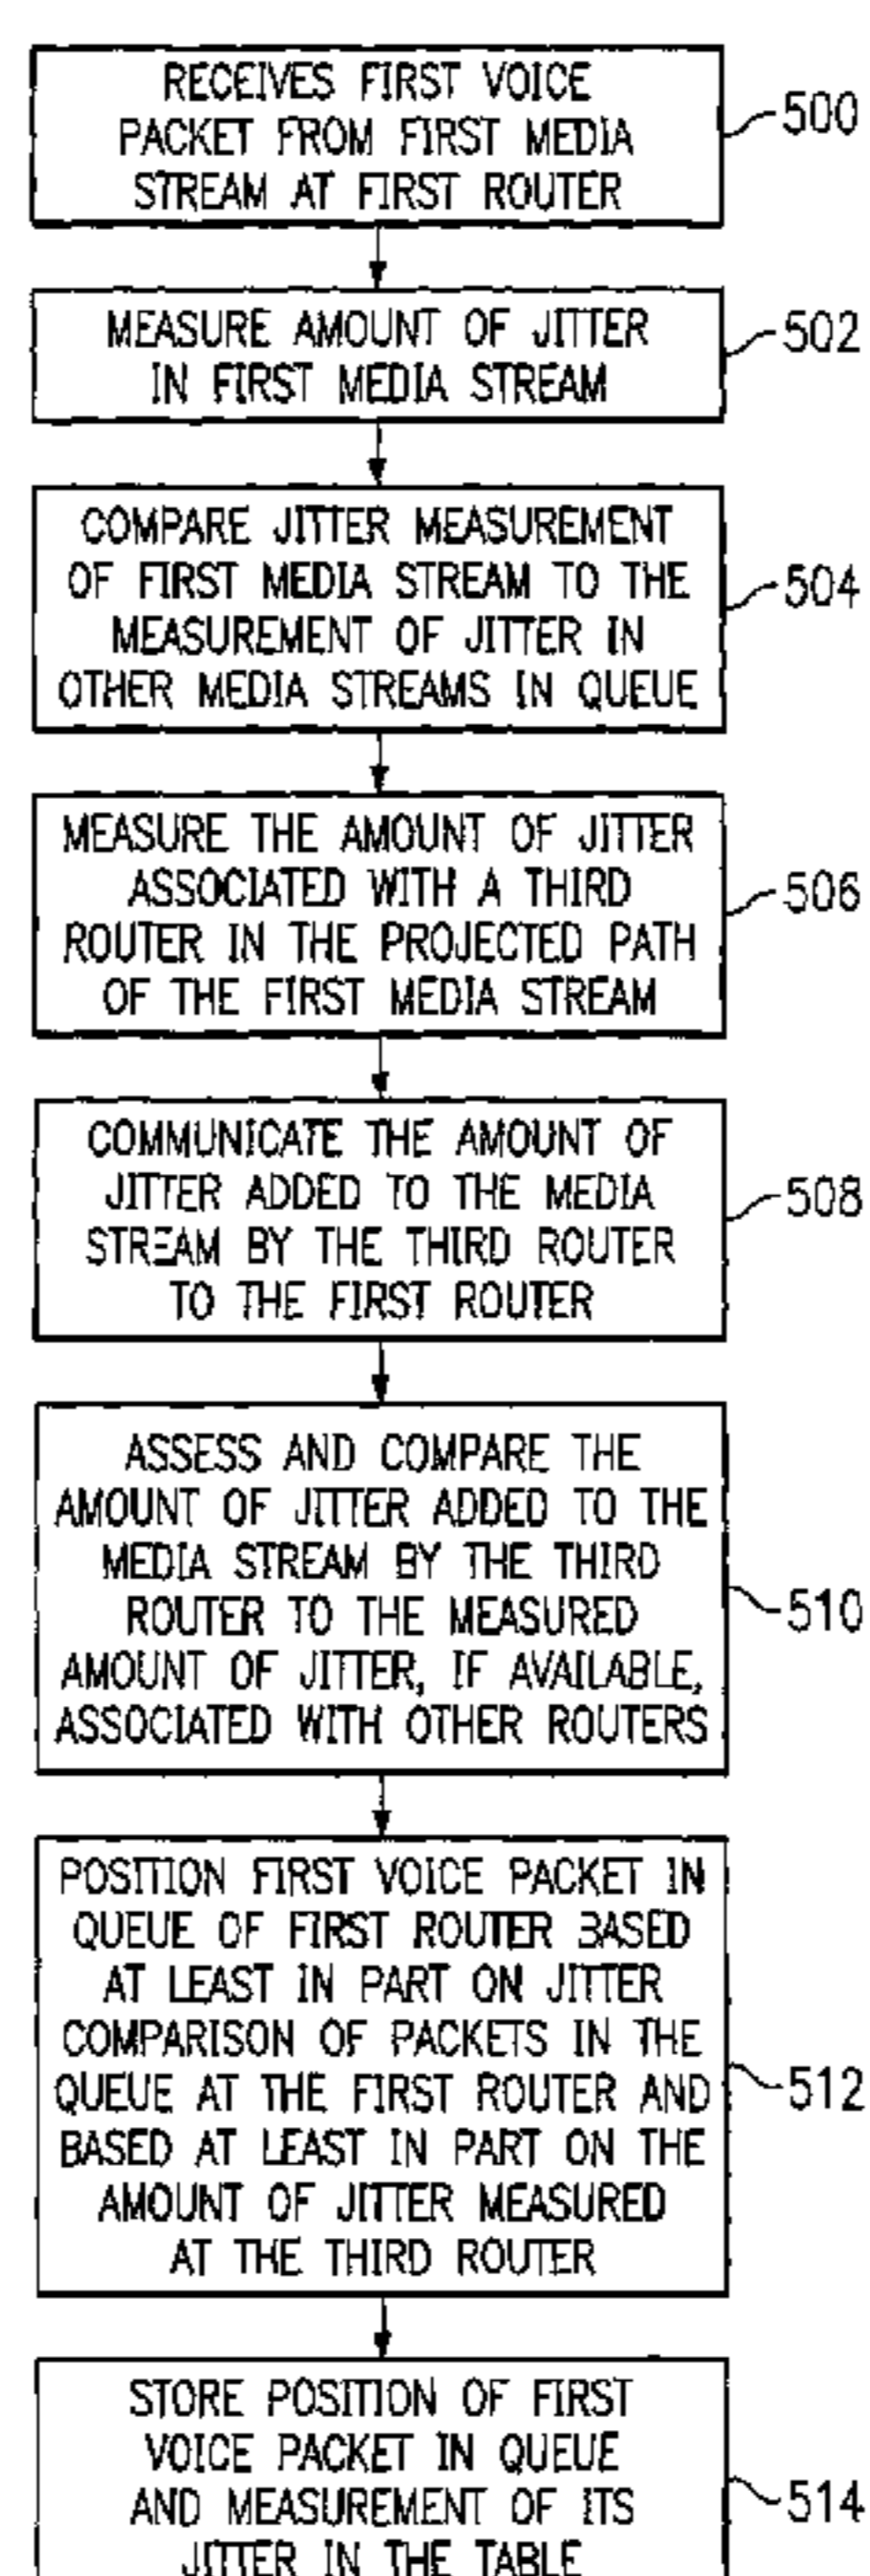 RECEIVES FIRST VOICE
PACKET FROM FIRST MEDIA
STREAM AT FIRST ROUTER
500
MEASURE AMOUNT OF JITTER
IN FIRST MEDIA STREAM
502
COMPARE JITTER MEASUREMENT
OF FIRST MEDIA STREAM TO THE
MEASUREMENT OF JITTER IN
OTHER MEDIA STREAMS IN QUEUE
504
MEASURE THE AMOUNT OF JITTER
ASSOCIATED WITH A THIRD
ROUTER IN THE PROJECTED PATH
OF THE FIRST MEDIA STREAM
506
COMMUNICATE THE AMOUNT OF
JITTER ADDED TO THE MEDIA
STREAM BY THE THIRD ROUTER
TO THE FIRST ROUTER
508
ASSESS AND COMPARE THE
AMOUNT OF JITTER ADDED TO THE
MEDIA STREAM BY THE THIRD
ROUTER TO THE MEASURED
AMOUNT OF JITTER, IF AVAILABLE,
ASSOCIATED WITH OTHER ROUTERS
510
POSITION FIRST VOICE PACKET IN
QUEUE OF FIRST ROUTER BASED
AT LEAST IN PART ON JITTER
COMPARISON OF PACKETS IN THE
QUEUE AT THE FIRST ROUTER AND
BASED AT LEAST IN PART ON THE
AMOUNT OF JITTER MEASURED
AT THE THIRD ROUTER
512
STORE POSITION OF FIRST
VOICE PACKET IN QUEUE
AND MEASUREMENT OF ITS
JITTER IN THE TABLE
514